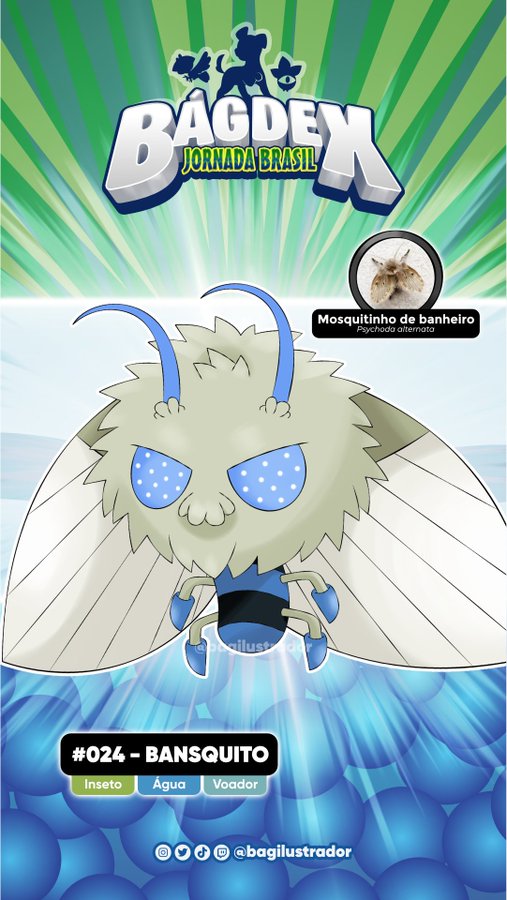 BÁGDEX
JORNADA BRASIL
Mosquitinho de banheiro
Psychoda alternata
@bagilustrador
#024 - BANSQUITO
Inseto
Água
Voador
@bagilustrador